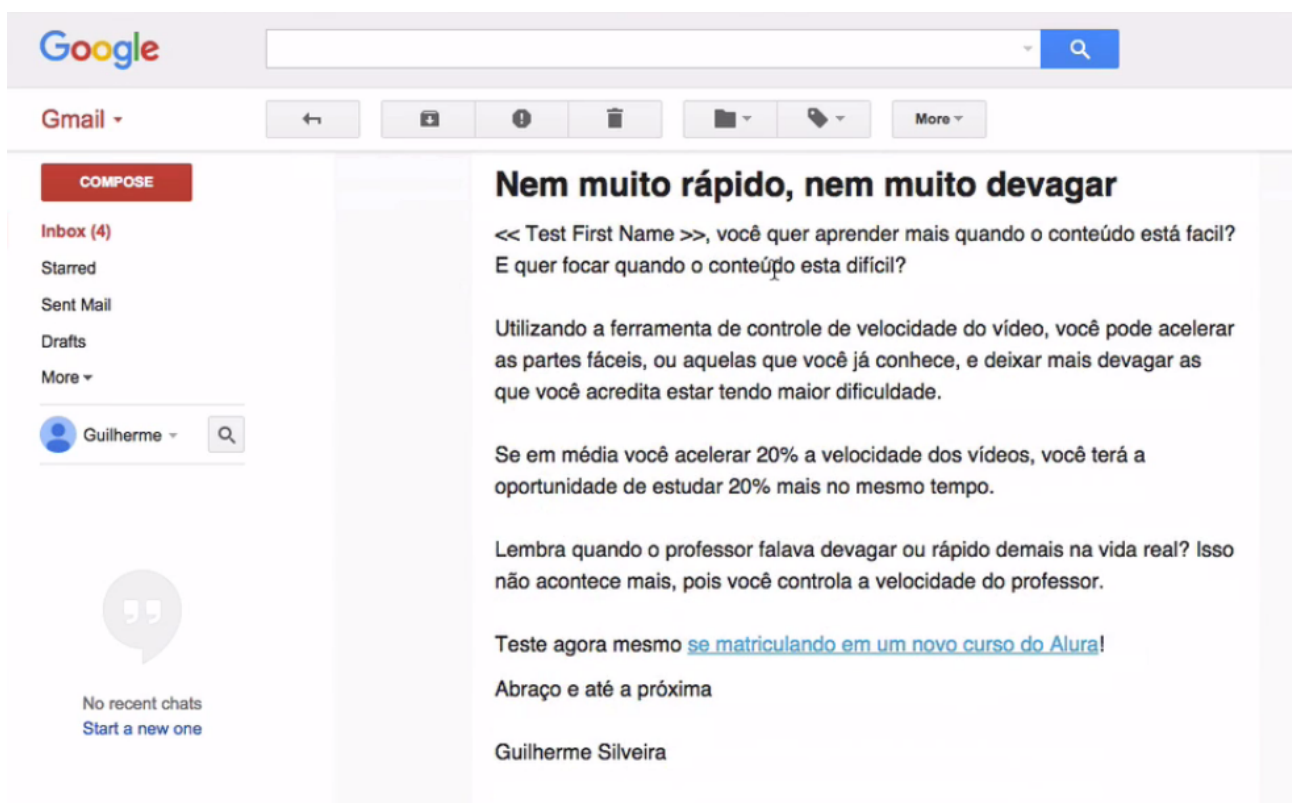 Google
Gmail
More
COMPOSE
Inbox (4)
Starred
Sent Mail
Drafts
More
Guilherme
No recent chats
Start a new one
Nem muito rápido, nem muito devagar
<< Test First Name >>, você quer aprender mais quando o conteúdo está facil?
E quer focar quando o conteúdo esta difícil?
Utilizando a ferramenta de controle de velocidade do vídeo, você pode acelerar
as partes fáceis, ou aquelas que você já conhece, e deixar mais devagar as
que você acredita estar tendo maior dificuldade.
Se em média você acelerar 20% a velocidade dos vídeos, você terá a
oportunidade de estudar 20% mais no mesmo tempo.
Lembra quando o professor falava devagar ou rápido demais na vida real? Isso
não acontece mais, pois você controla a velocidade do professor.
Teste agora mesmo se matriculando em um novo curso do Alura!
Abraço e até a próxima
Guilherme Silveira